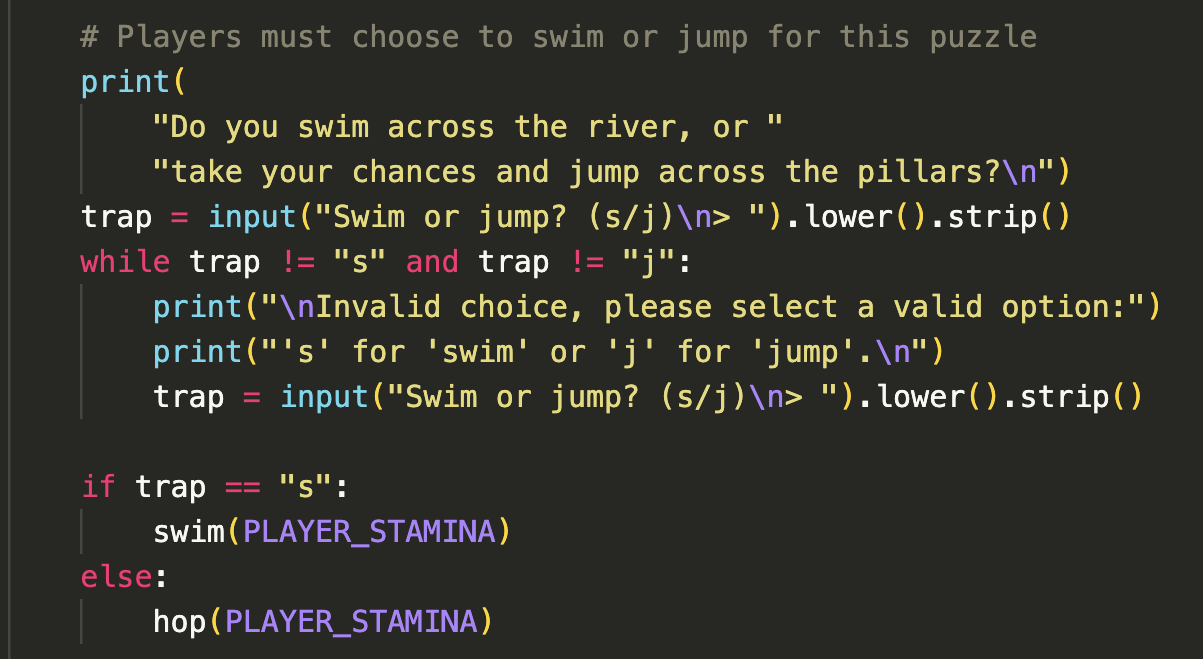 # Players must choose to swim or jump for this puzzle
print(
    "Do you swim across the river, or "
    "take your chances and jump across the pillars?\n")
trap = input("Swim or jump? (s/j)\n> ").lower().strip()
while trap != "s" and trap != "j":
    print("\nInvalid choice, please select a valid option:")
    print("'s' for 'swim' or 'j' for 'jump'.\n")
    trap = input("Swim or jump? (s/j)\n> ").lower().strip()

if trap == "s":
    swim(PLAYER_STAMINA)
else:
    hop(PLAYER_STAMINA)